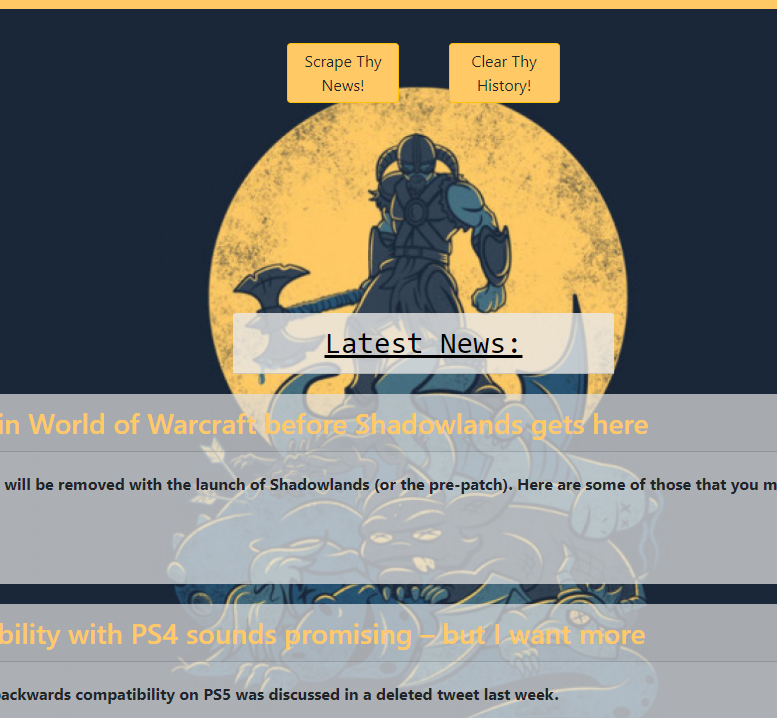 Scrape Thy
News!
Clear Thy
History!
Latest News:
in World of Warcraft before Shadowlands gets here
will be removed with the launch of Shadowlands (or the pre-patch). Here are some of those that you m
bility with PS4 sounds promising – but I want more
backwards compatibility on PS5 was discussed in a deleted tweet last week.